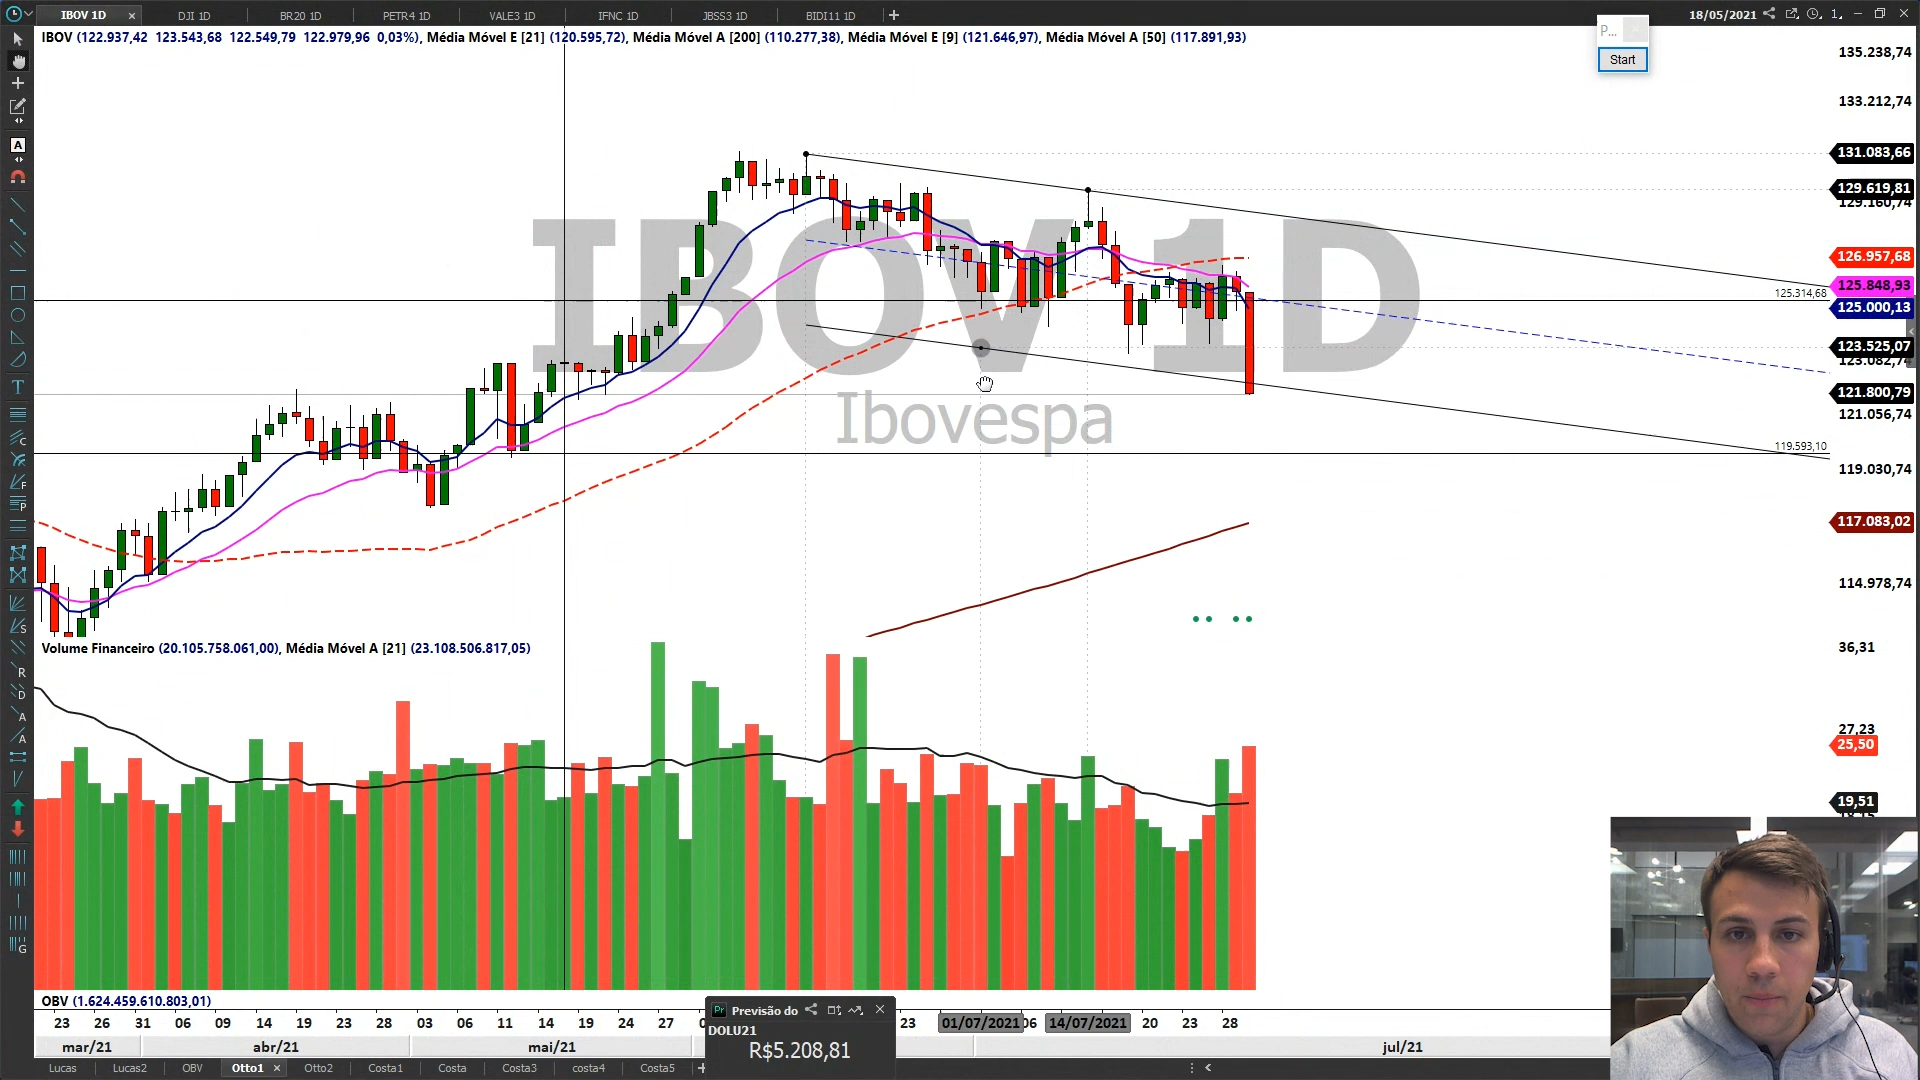 IBOV 1D ×
DJI 1D
BR20 1D
PETR4 1D
VALE3 1D
IFNC 1D
JBSS3 1D
BIDI11 1D
+
18/05/2021
1
IBOV (122.937,42 123.543,68 122.549,79 122.979,96 0,03%), Média Móvel E [21] (120.595,72), Média Móvel A [200] (110.277,38), Média Móvel E [9] (121.646,97), Média Móvel A [50] (117.891,93)
P...
Start
135.238,74
133.212,74
131.083,66
129.619,81
129.160,74
126.957,68
125.848,93
125.314,68
125.000,13
123.525,07
123.082,74
121.800,79
121.056,74
119.593,10
119.030,74
117.083,02
114.978,74
IBOV 1D
Ibovespa
Volume Financeiro (20.105.758.061,00), Média Móvel A [21] (23.108.506.817,05)
36,31
27,23
25,50
19,51
OBV (1.624.459.610.803,01)
Previsão do
DOLU21
R$5.208,81
23 26 31 06 09 14 19 23 28 03 06 11 14 19 24 27 23 01/07/2021 06 14/07/2021 20 23 28
mar/21 abr/21 mai/21 jul/21
Lucas Lucas2 OBV Otto1 × Otto2 Costa1 Costa Costa3 costa4 Costa5 +